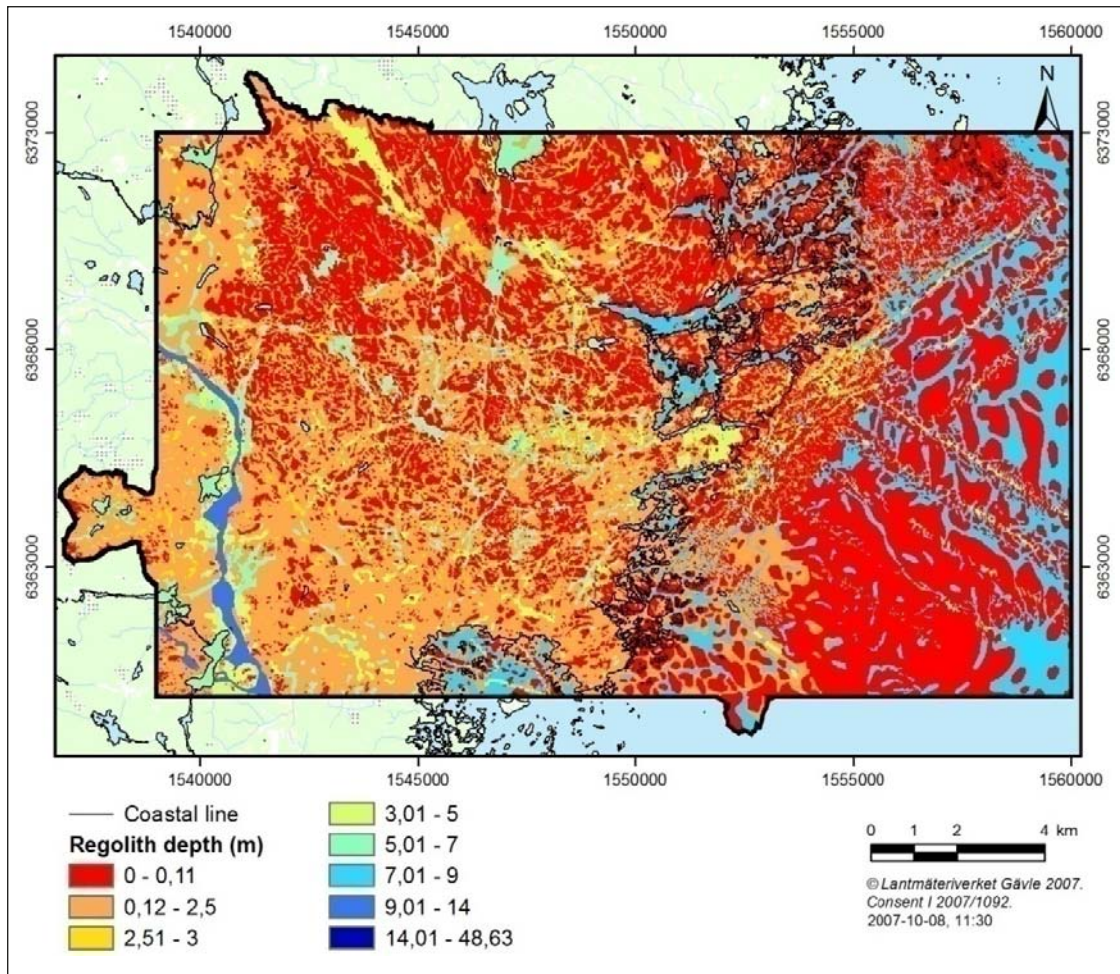 1540000 1545000 1550000 1555000 1560000
N
6373000 6373000
6368000 6368000
6363000 6363000
1540000 1545000 1550000 1555000 1560000
Coastal line
Regolith depth (m)
0 - 0,11
0,12 - 2,5
2,51 - 3
3,01 - 5
5,01 - 7
7,01 - 9
9,01 - 14
14,01 - 48,63
0 1 2 4 km
© Lantmäteriverket Gävle 2007.
Consent I 2007/1092.
2007-10-08, 11:30